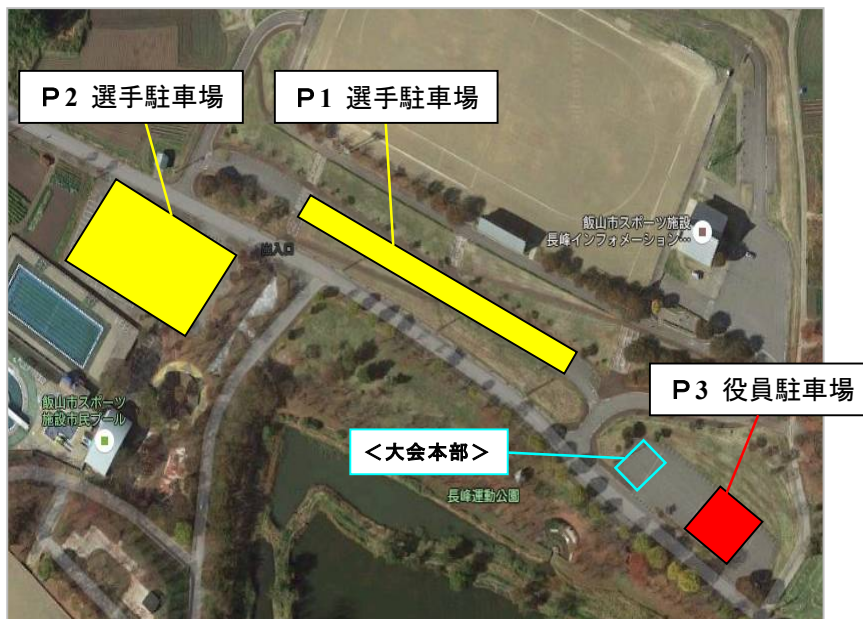 P2 選手駐車場
P1 選手駐車場
飯山市スポーツ施設
長峰インフォメーション…
出入口
P3 役員駐車場
飯山市スポーツ
施設市民プール
＜大会本部＞
長峰運動公園